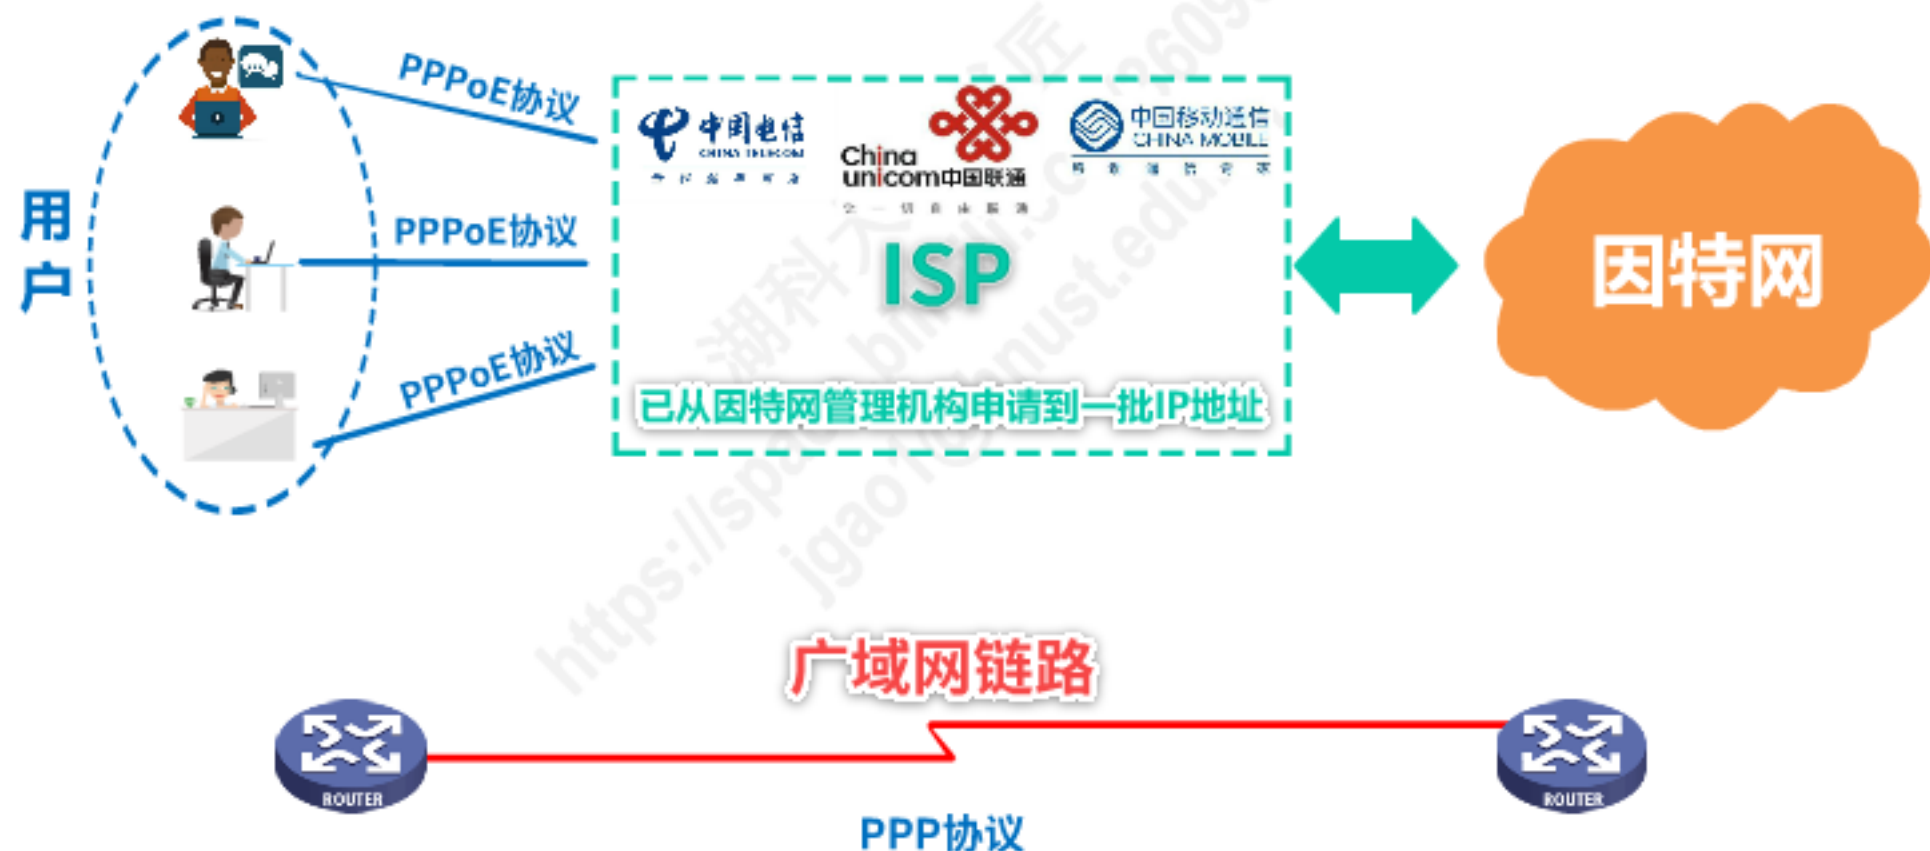 PPPoE协议
中国电信
CHINA TELECOM
China
unicom中国联通
中国移动通信
CHINA MOBILE
用户
PPPoE协议
ISP
因特网
PPPoE协议
已从因特网管理机构申请到一批IP地址
广域网链路
ROUTER
ROUTER
PPP协议